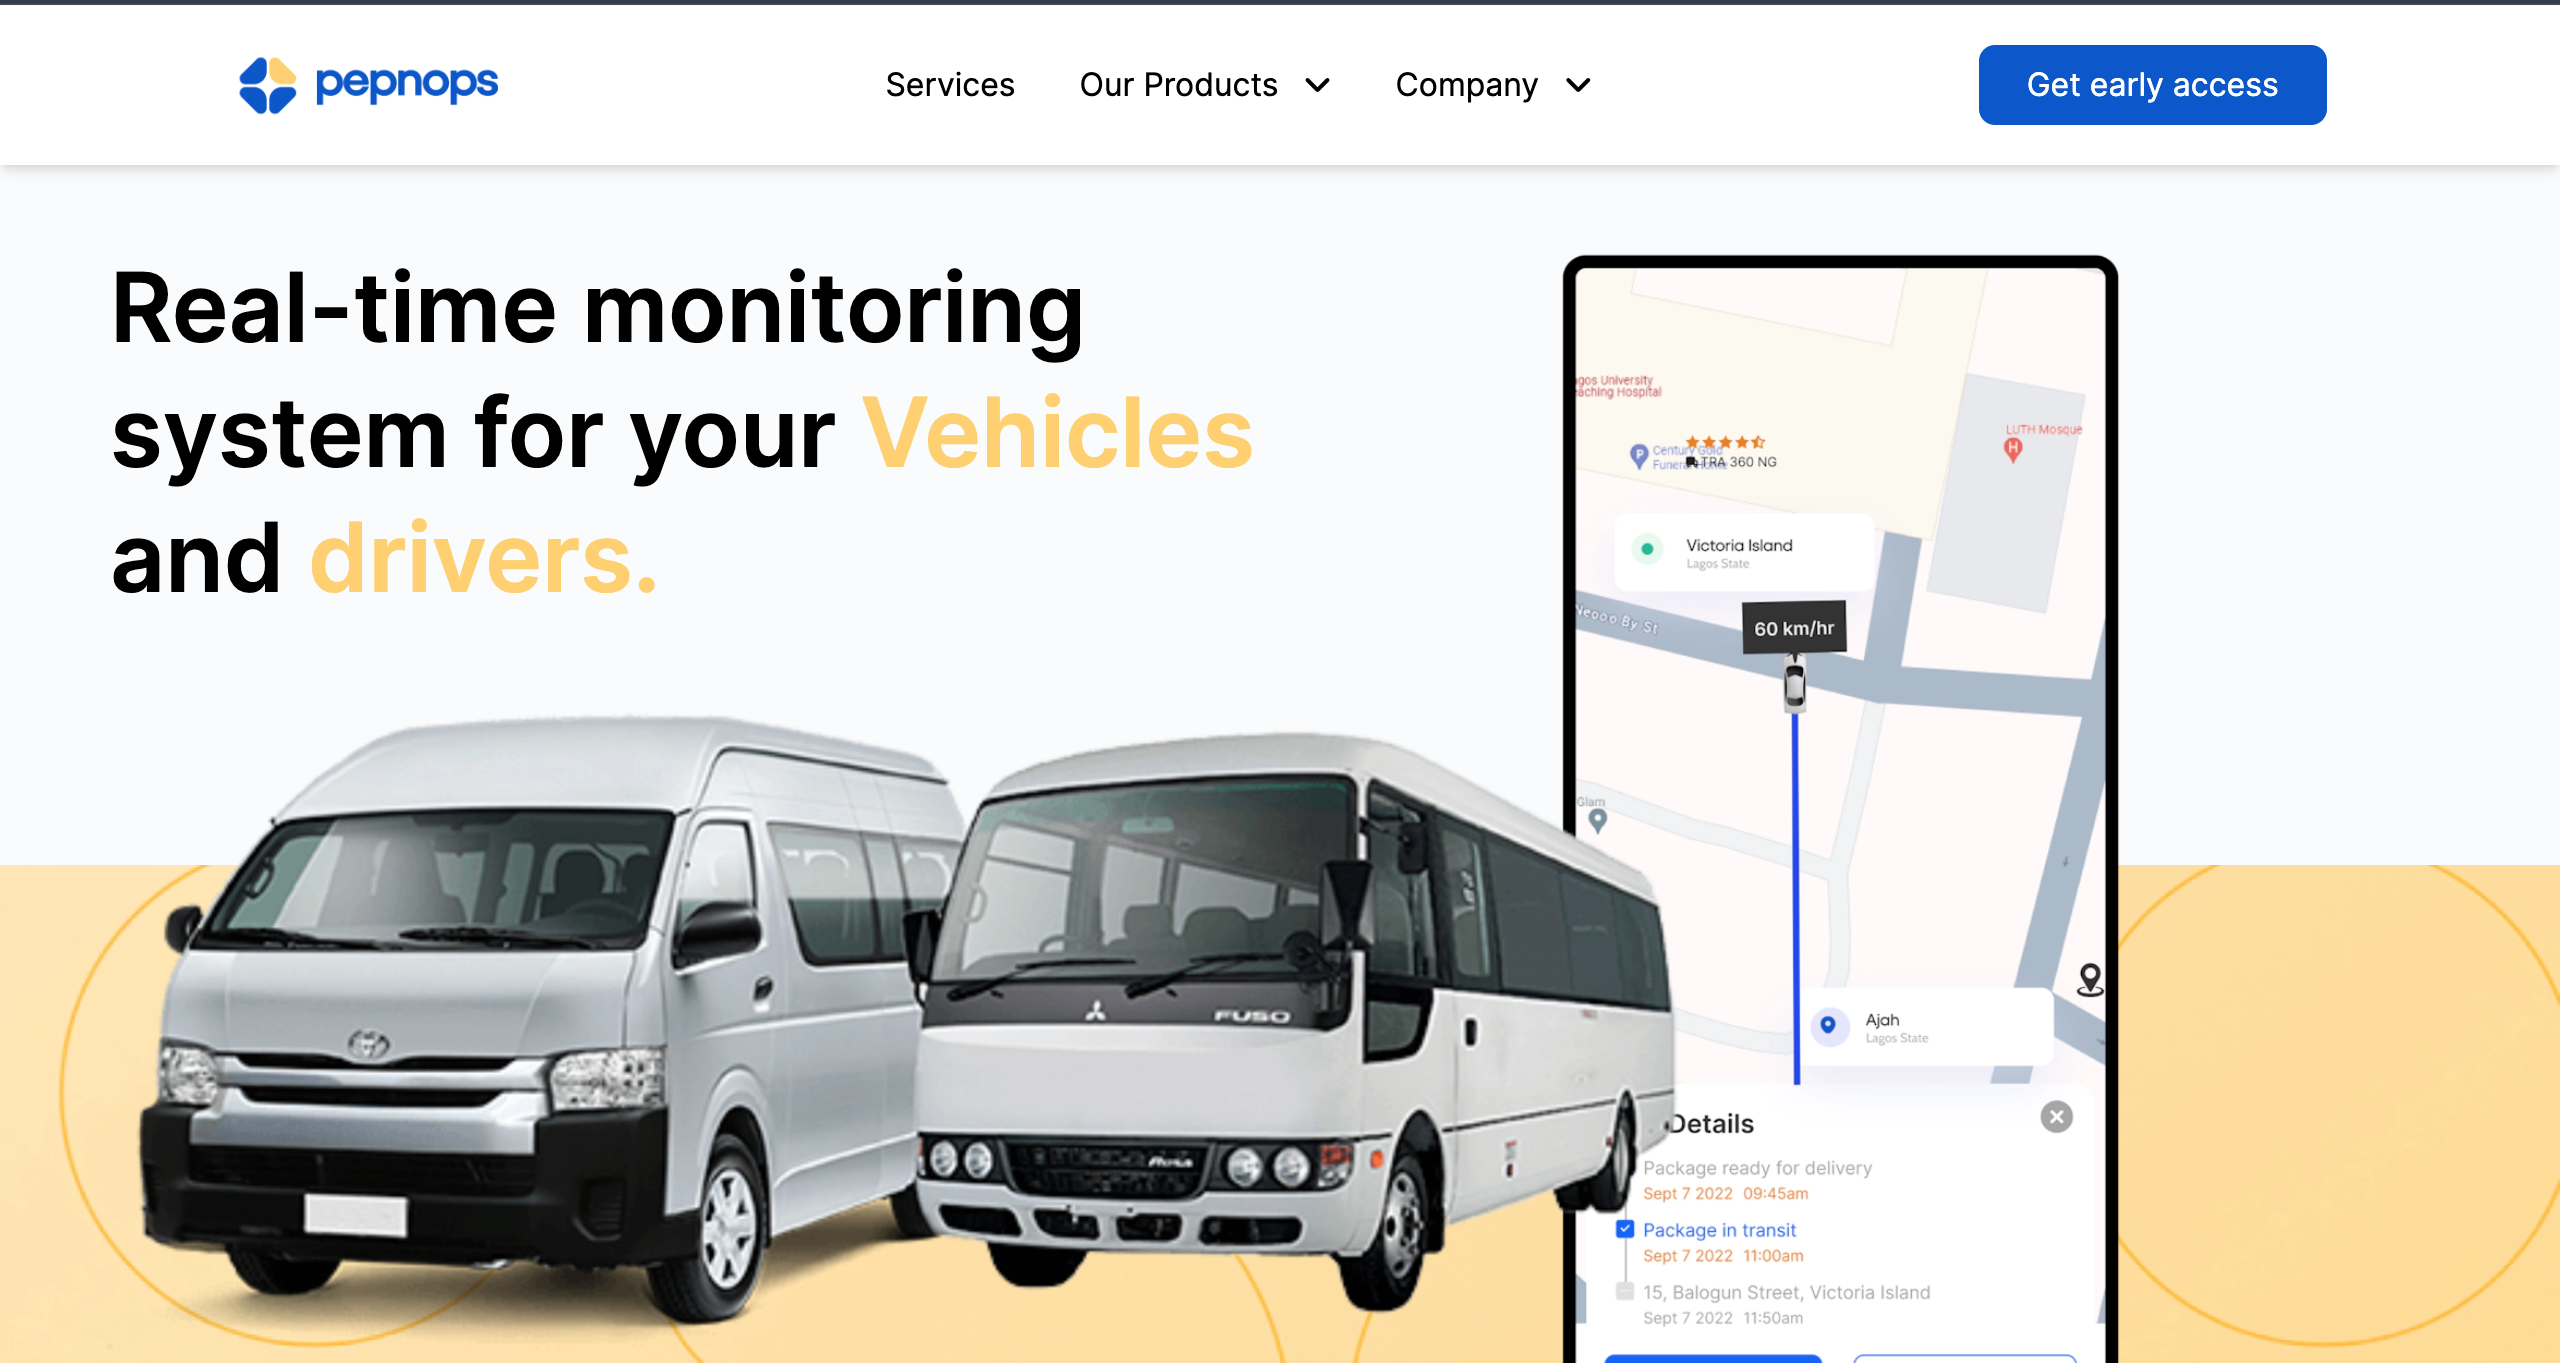 pepnops
Services
Our Products
Company
Get early access
Real-time monitoring
system for your Vehicles
and drivers.
gos University
eaching Hospital
LUTH Mosque
H
P
Century Gold
TRA 360 NG
Victoria Island
Lagos State
By St
60 km/hr
Glam
Ajah
Lagos State
FUSO
Rosa
Details
Package ready for delivery
Sept 7 2022 09:45am
Package in transit
Sept 7 2022 11:00am
15, Balogun Street, Victoria Island
Sept 7 2022 11:50am